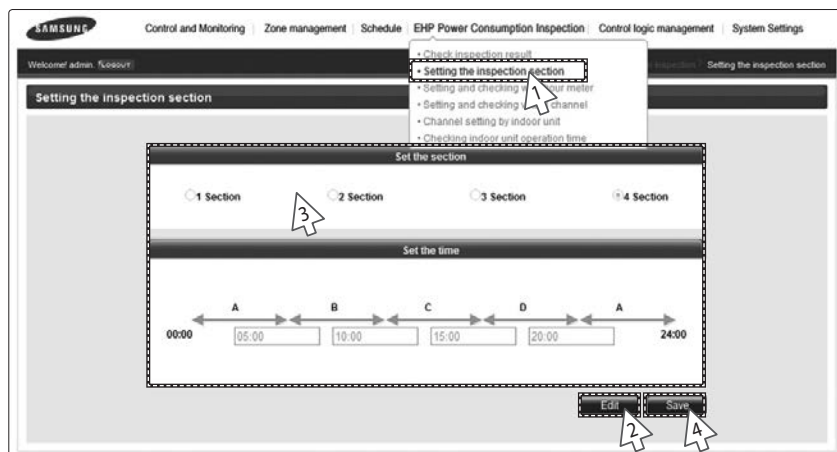 SAMSUNG
Control and Monitoring Zone management Schedule EHP Power Consumption Inspection Control logic management System Settings
Welcome! admin. LOGOUT
Setting the inspection section
• Check inspection result
• Setting the inspection section
• Setting and checking meter
• Setting and checking channel
• Channel setting by indoor unit
• Checking indoor unit operation time
Setting the inspection section
Set the section
1 Section 2 Section 3 Section 4 Section
Set the time
A B C D A
00:00 05:00 10:00 15:00 20:00 24:00
Edit Save
1
2
3
4